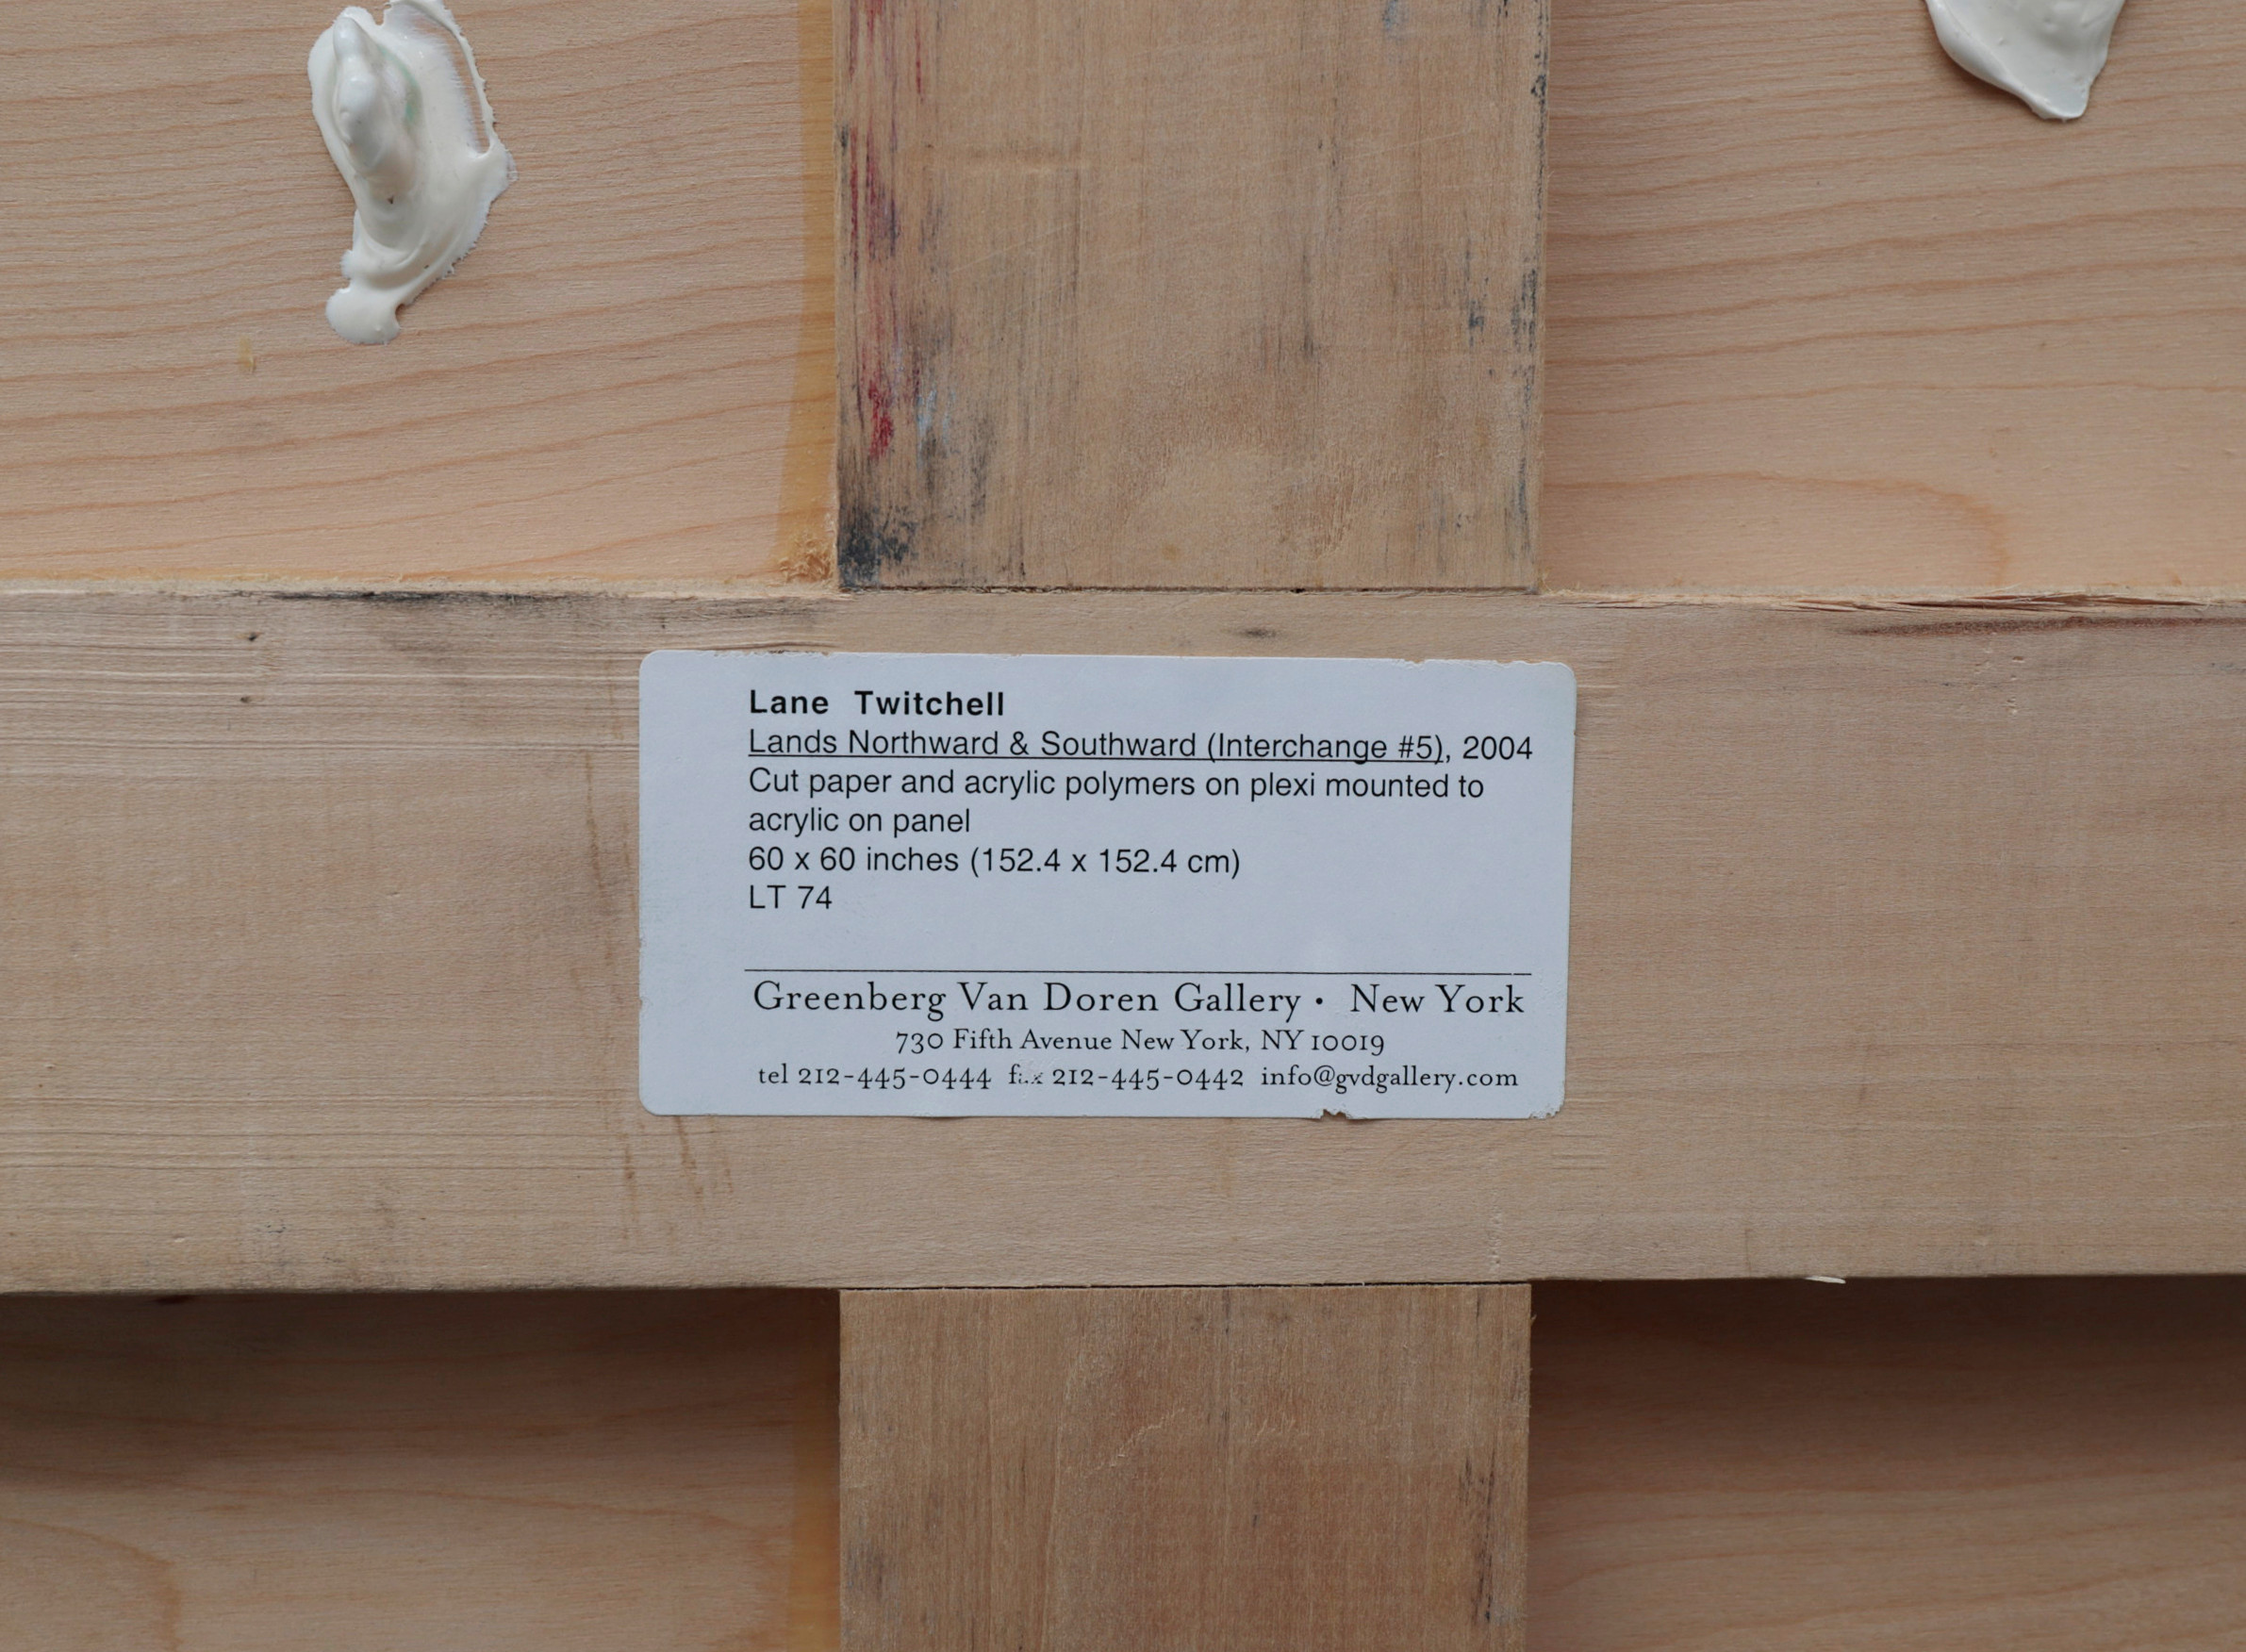 Lane Twitchell
Lands Northward & Southward (Interchange #5), 2004
Cut paper and acrylic polymers on plexi mounted to
acrylic on panel
60 x 60 inches (152.4 x 152.4 cm)
LT 74
Greenberg Van Doren Gallery • New York
730 Fifth Avenue New York, NY 10019
tel 212-445-0444 fax 212-445-0442 info@gvdgallery.com